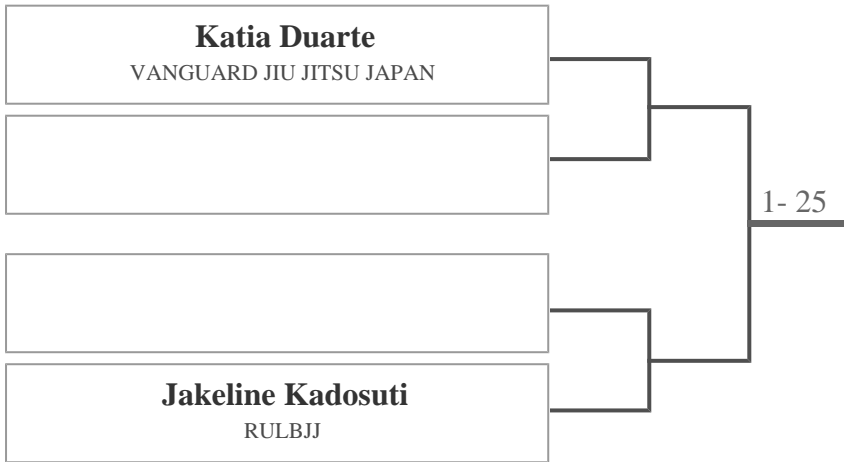 Katia Duarte
VANGUARD JIU JITSU JAPAN
1- 25
Jakeline Kadosuti
RULBJJ